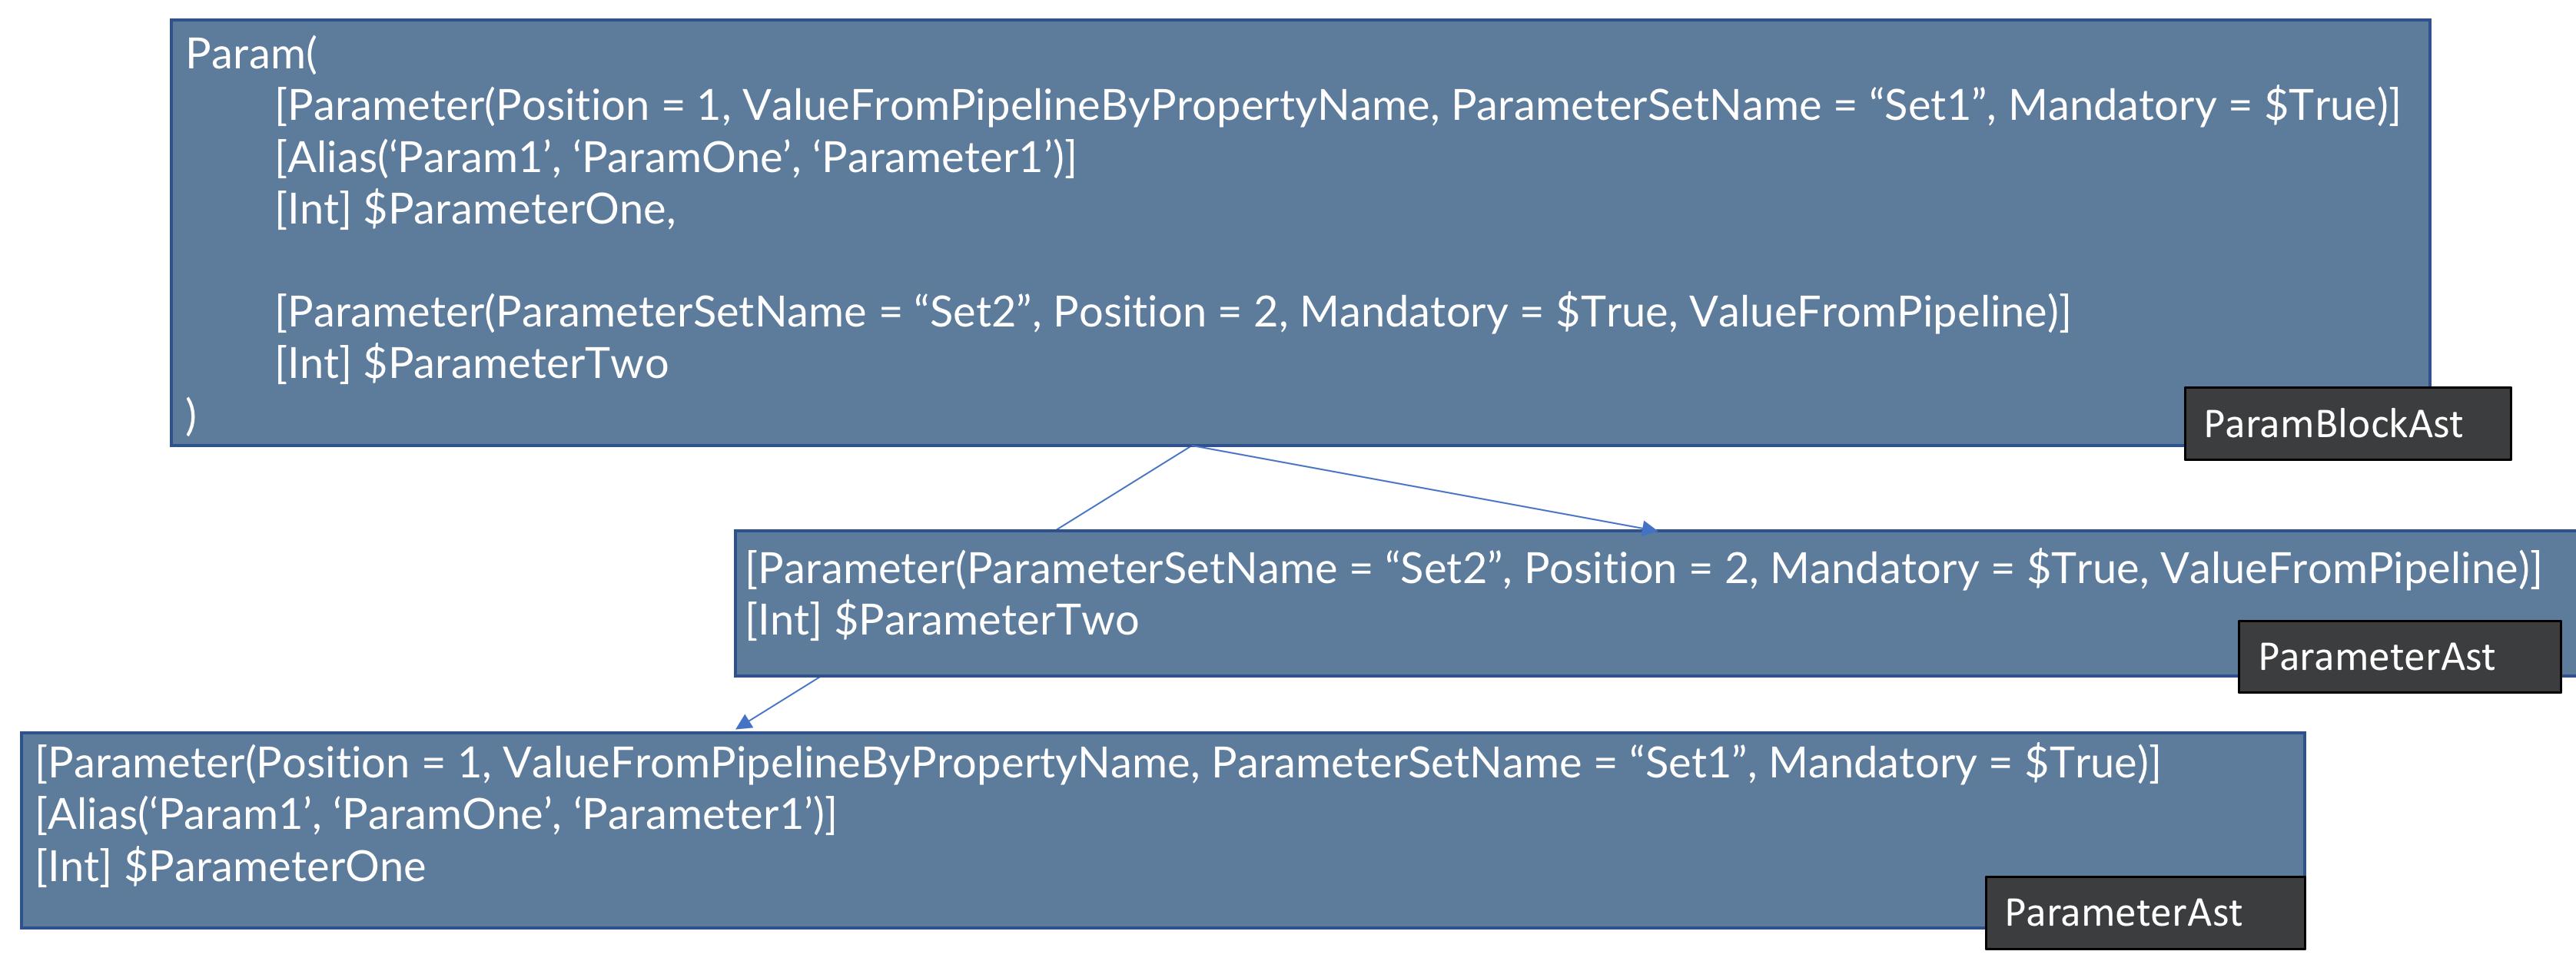 Param(
[Parameter(Position = 1, ValueFromPipelineByPropertyName, ParameterSetName = “Set1”, Mandatory = $True)]
[Alias(‘Param1’, ‘ParamOne’, ‘Parameter1’)]
[Int] $ParameterOne,
[Parameter(ParameterSetName = “Set2”, Position = 2, Mandatory = $True, ValueFromPipeline)]
[Int] $ParameterTwo
)
ParamBlockAst
[Parameter(ParameterSetName = “Set2”, Position = 2, Mandatory = $True, ValueFromPipeline)]
[Int] $ParameterTwo
ParameterAst
[Parameter(Position = 1, ValueFromPipelineByPropertyName, ParameterSetName = “Set1”, Mandatory = $True)]
[Alias(‘Param1’, ‘ParamOne’, ‘Parameter1’)]
[Int] $ParameterOne
ParameterAst